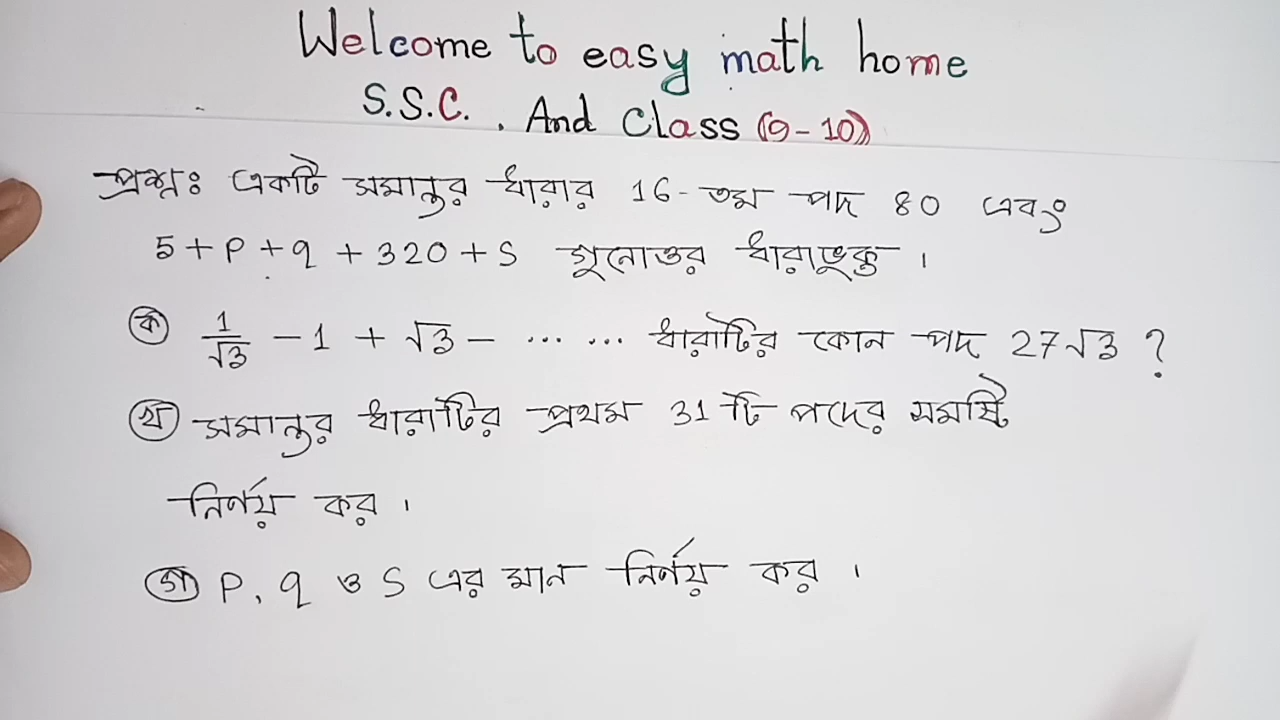 Welcome to easy math home
S.S.C. . And Class (9-10)
প্রশ্নঃ একটি সমান্তর ধারার 16-তম পদ 80 এবং
5+P+q+320+S গুনোত্তর ধারাভূক্ত ।
ক 1/√3 - 1 + √3 - ... ... ধারাটির কোন পদ 27√3 ?
খ সমান্তর ধারাটির প্রথম 31টি পদের সমষ্টি
নির্ণয় কর ।
গ P, q ও S এর মান নির্ণয় কর ।